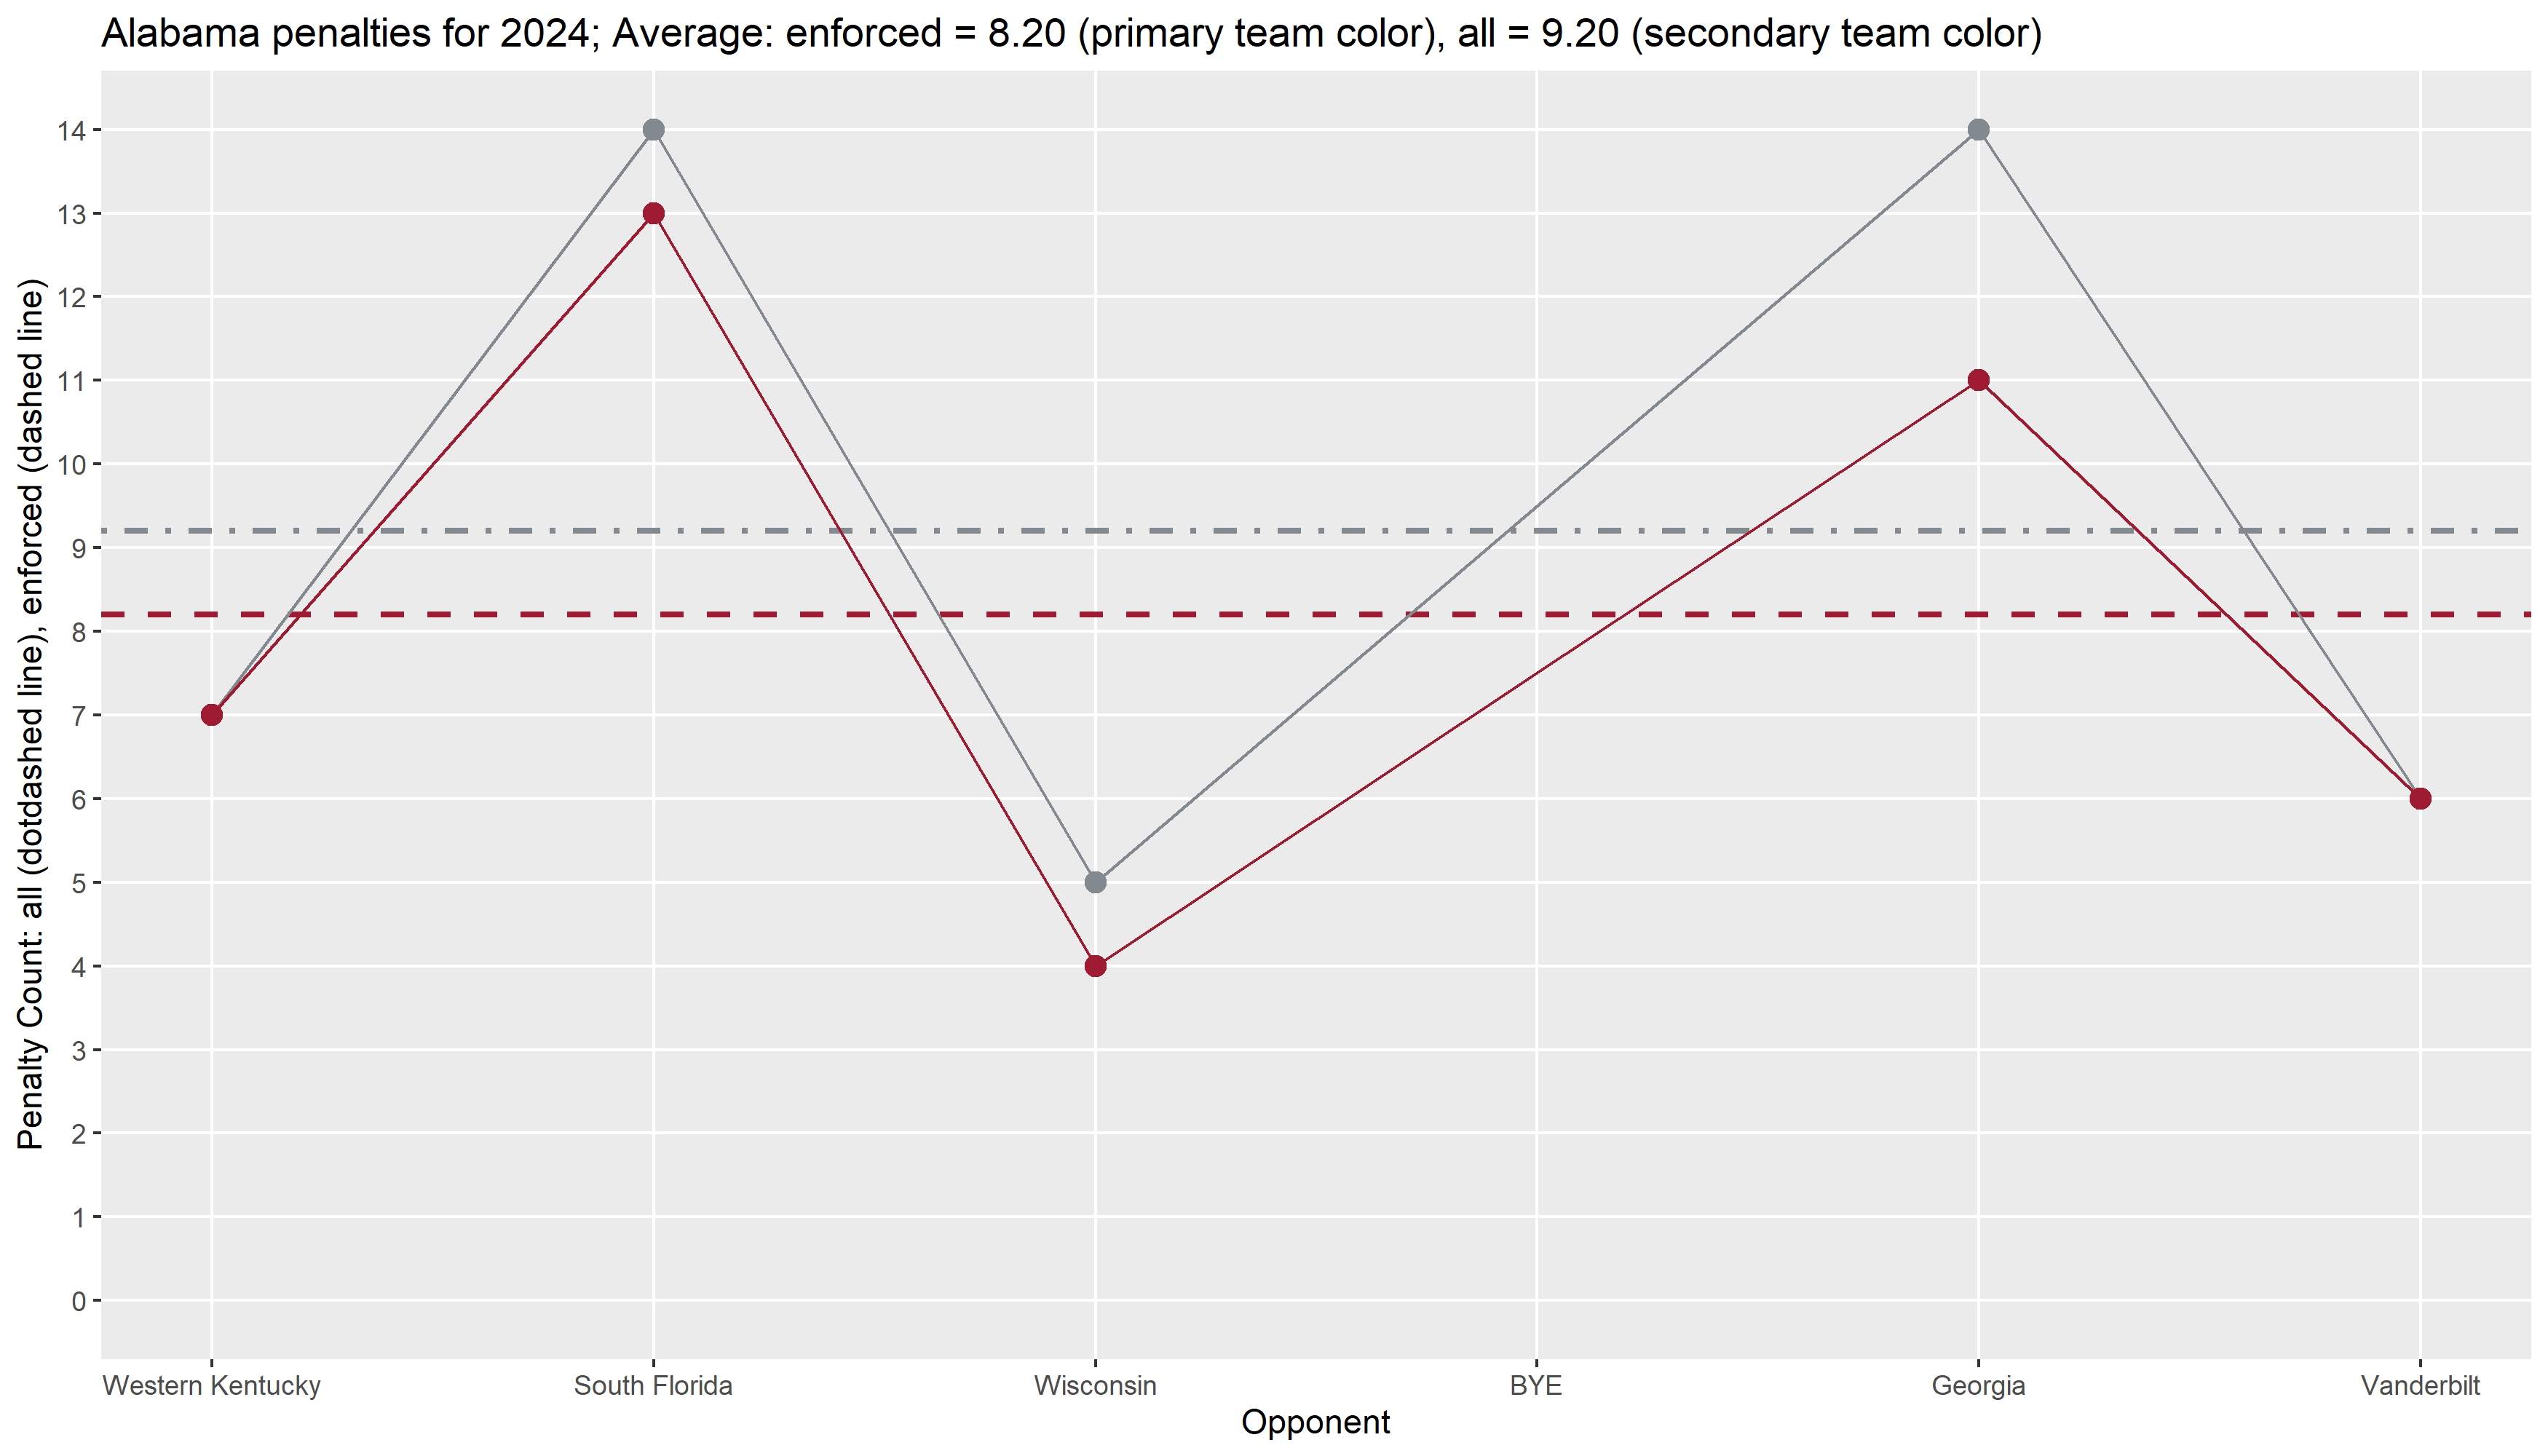 Alabama penalties for 2024; Average: enforced = 8.20 (primary team color), all = 9.20 (secondary team color)
Penalty Count: all (dotdashed line), enforced (dashed line)
14
13
12
11
10
9
8
7
6
5
4
3
2
1
0
Western Kentucky
South Florida
Wisconsin
BYE
Georgia
Vanderbilt
Opponent